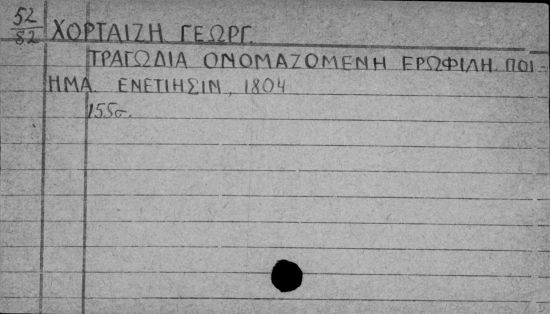 52
82
ΧΟΡΤΑΙΖΗ ΓΕΩΡΓ.
ΤΡΑΓΩΔΙΑ ΟΝΟΜΑΖΟΜΕΝΗ ΕΡΩΦΙΛΗ. ΠΟΙ-
ΗΜΑ. ΕΝΕΤΙΗΣΙΝ, 1804
155σ.